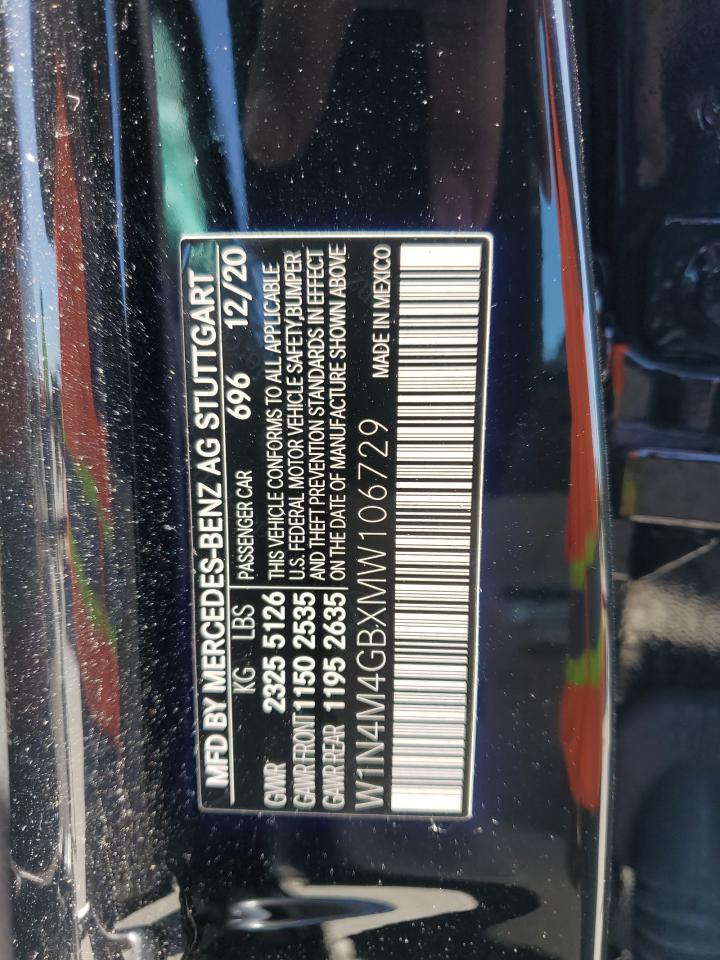 MFD BY MERCEDES-BENZ AG STUTTGART
KG LBS PASSENGER CAR 696 12/20
GVWR 2325 5126 THIS VEHICLE CONFORMS TO ALL APPLICABLE
GAWR FRONT 1150 2535 U.S. FEDERAL MOTOR VEHICLE SAFETY,BUMPER
GAWR REAR 1195 2635 AND THEFT PREVENTION STANDARDS IN EFFECT
ON THE DATE OF MANUFACTURE SHOWN ABOVE
W1N4M4GBXMW106729 MADE IN MEXICO